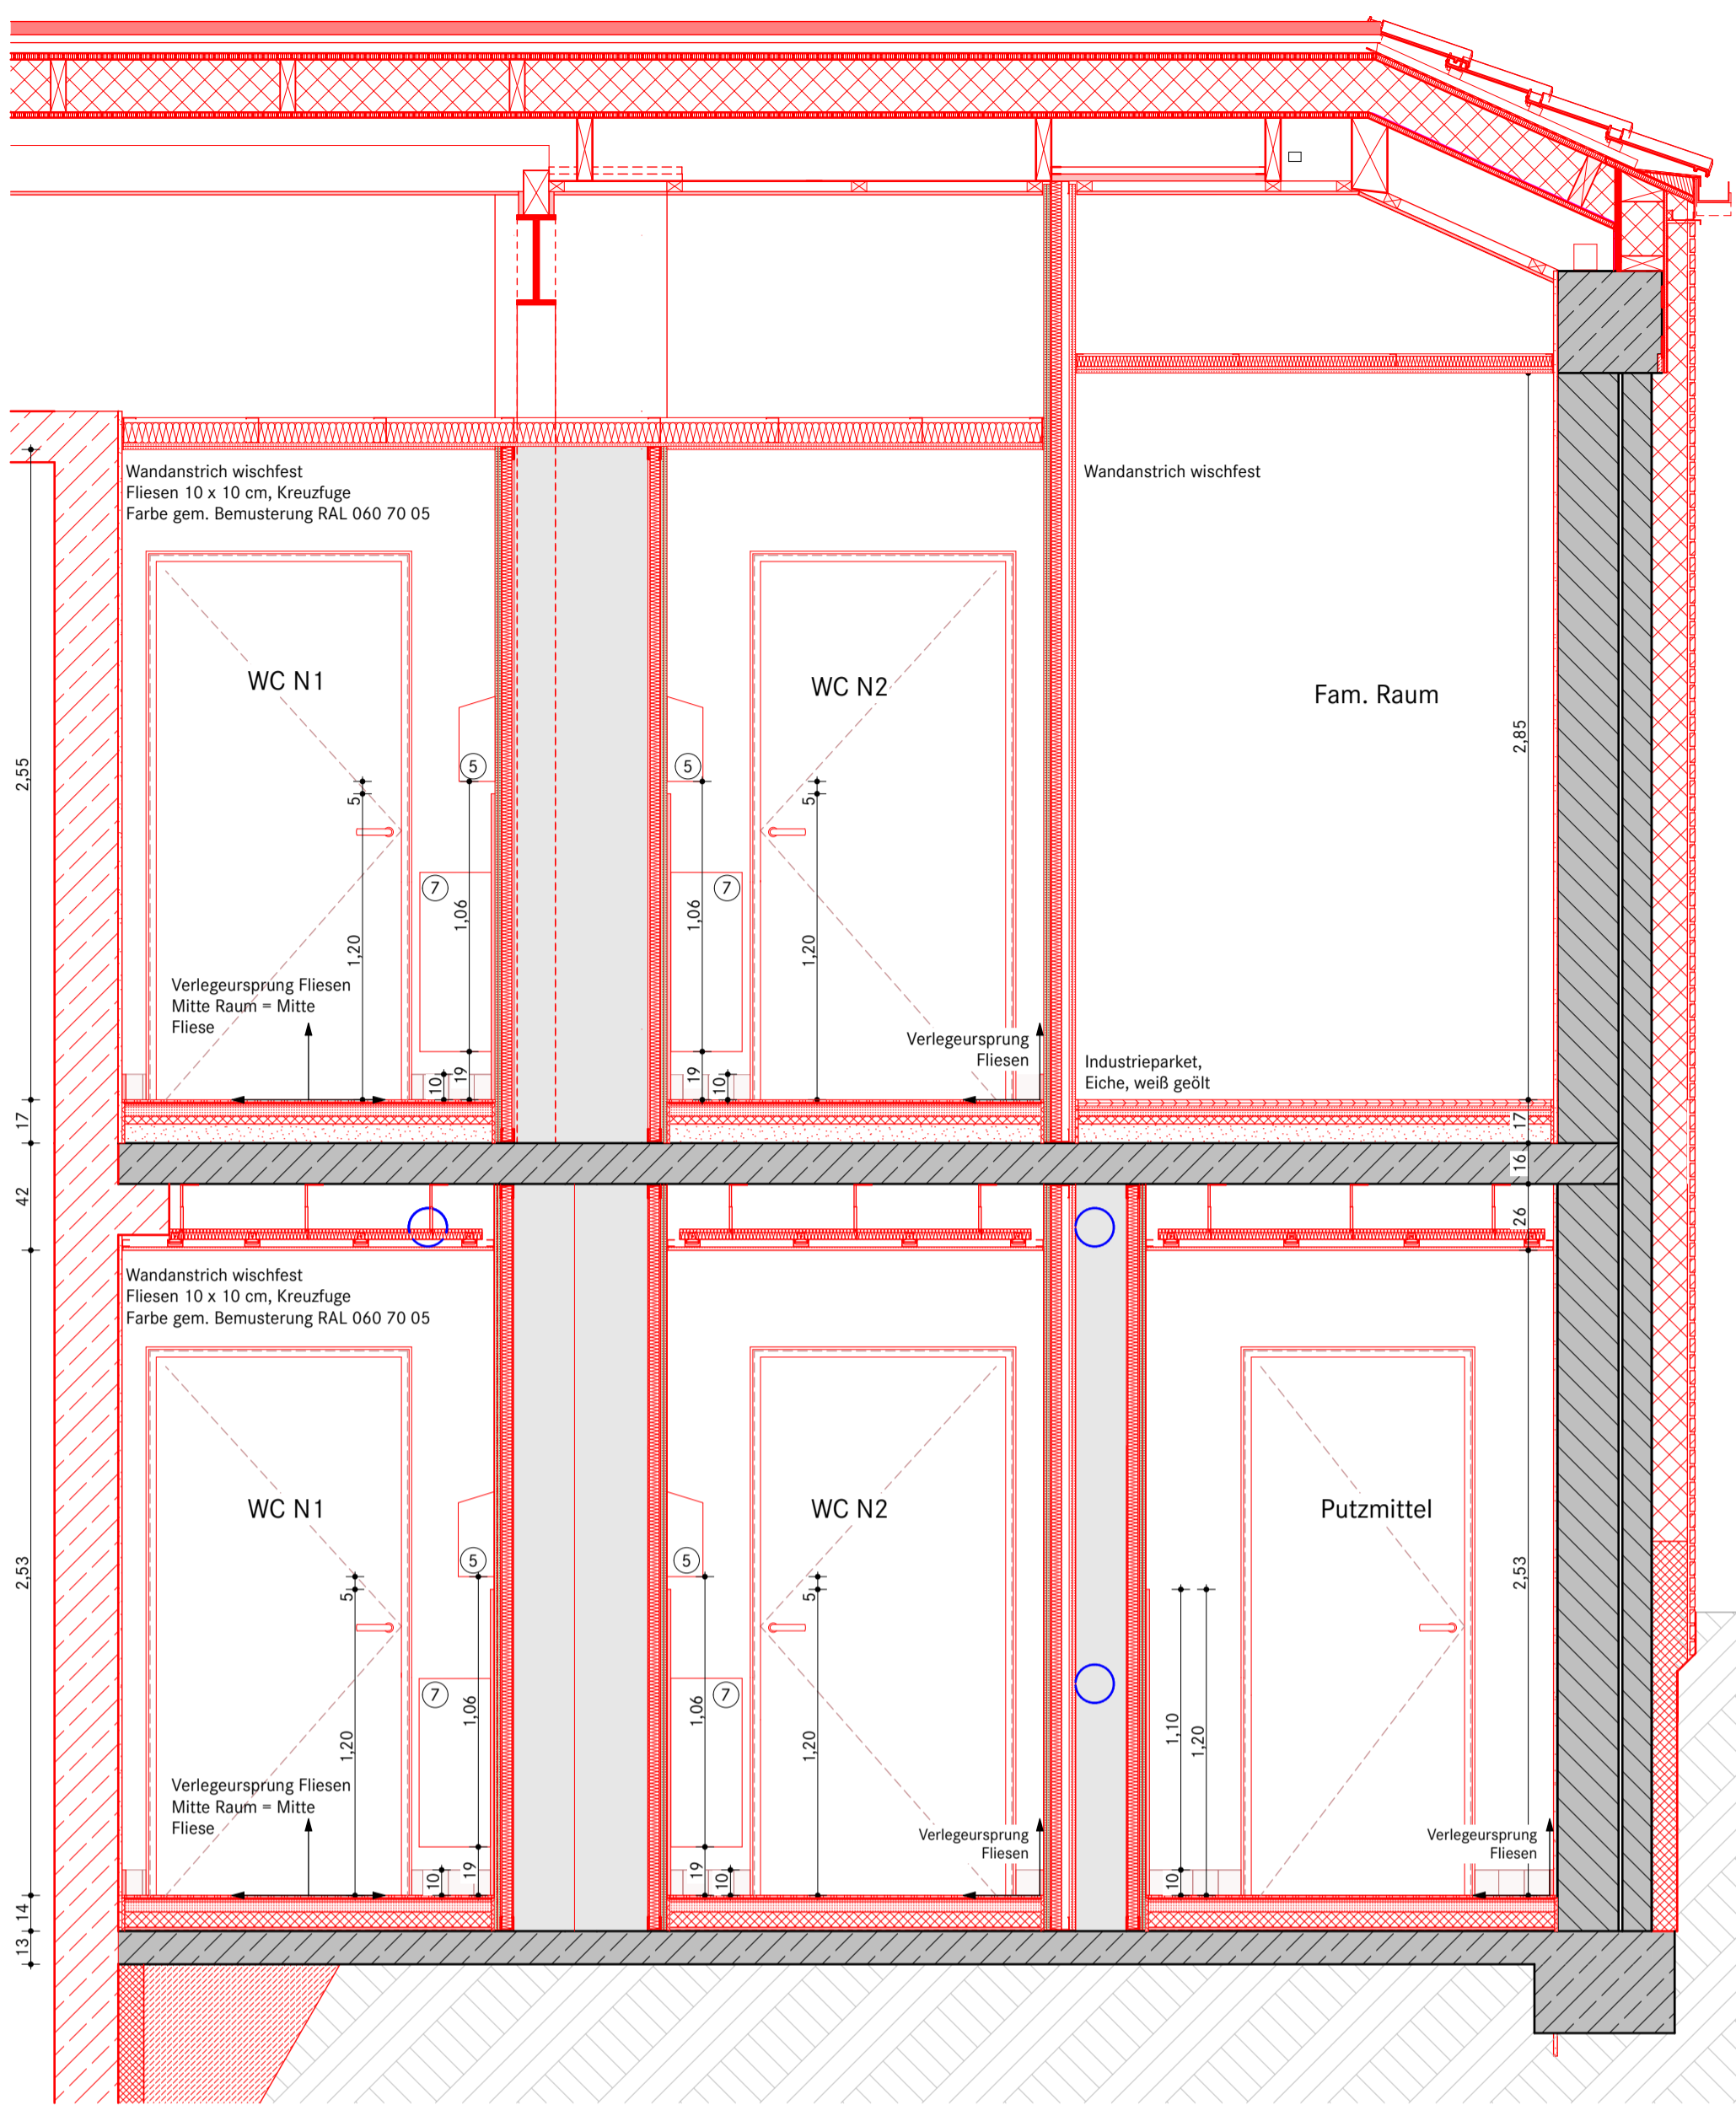 Wandanstrich wischfest
Fliesen 10 x 10 cm, Kreuzfuge
Farbe gem. Bemusterung RAL 060 70 05
Wandanstrich wischfest
WC N1
WC N2
Fam. Raum
2,55
2,85
5
5
5
5
7
7
1,06
1,06
1,20
1,20
Verlegeursprung Fliesen
Mitte Raum = Mitte
Fliese
Verlegeursprung
Fliesen
Industrieparket,
Eiche, weiß geölt
10
19
19
10
17
17
16
42
26
Wandanstrich wischfest
Fliesen 10 x 10 cm, Kreuzfuge
Farbe gem. Bemusterung RAL 060 70 05
WC N1
WC N2
Putzmittel
2,53
2,53
5
5
5
5
7
7
1,06
1,06
1,20
1,20
1,10
1,20
Verlegeursprung Fliesen
Mitte Raum = Mitte
Fliese
Verlegeursprung
Fliesen
Verlegeursprung
Fliesen
10
19
19
10
10
14
13